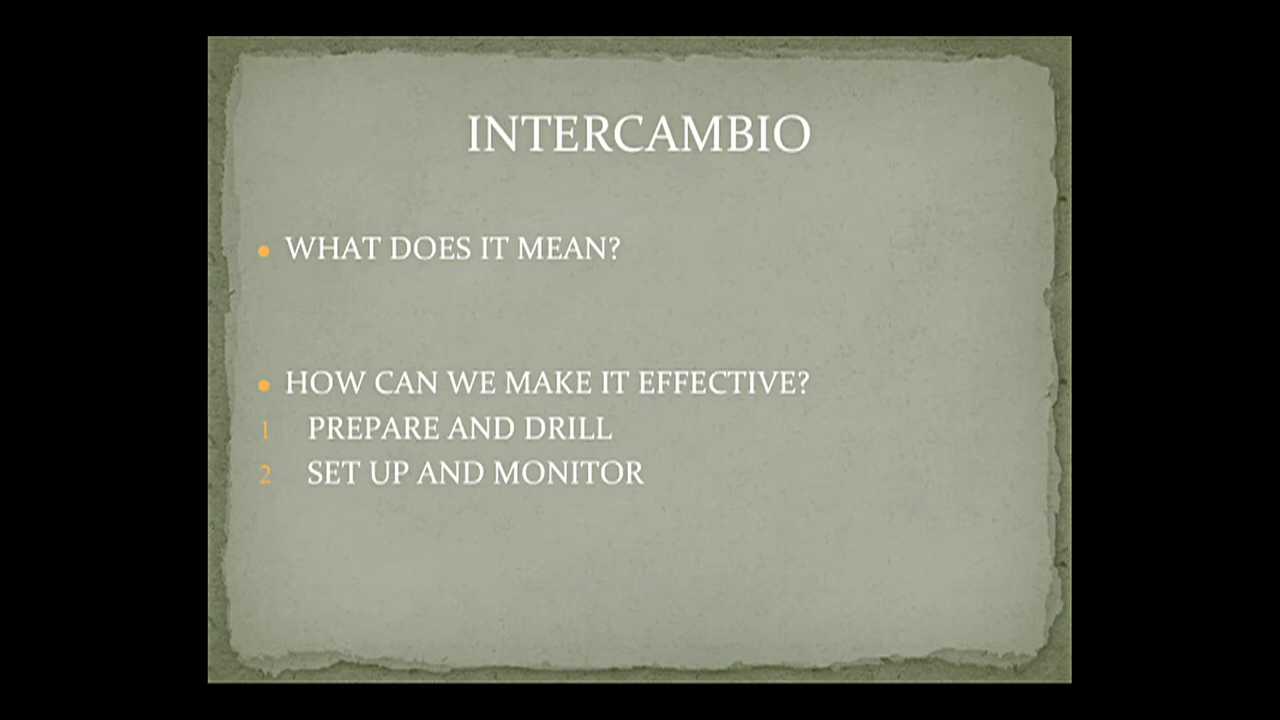 INTERCAMBIO
• WHAT DOES IT MEAN?
• HOW CAN WE MAKE IT EFFECTIVE?
1 PREPARE AND DRILL
2 SET UP AND MONITOR